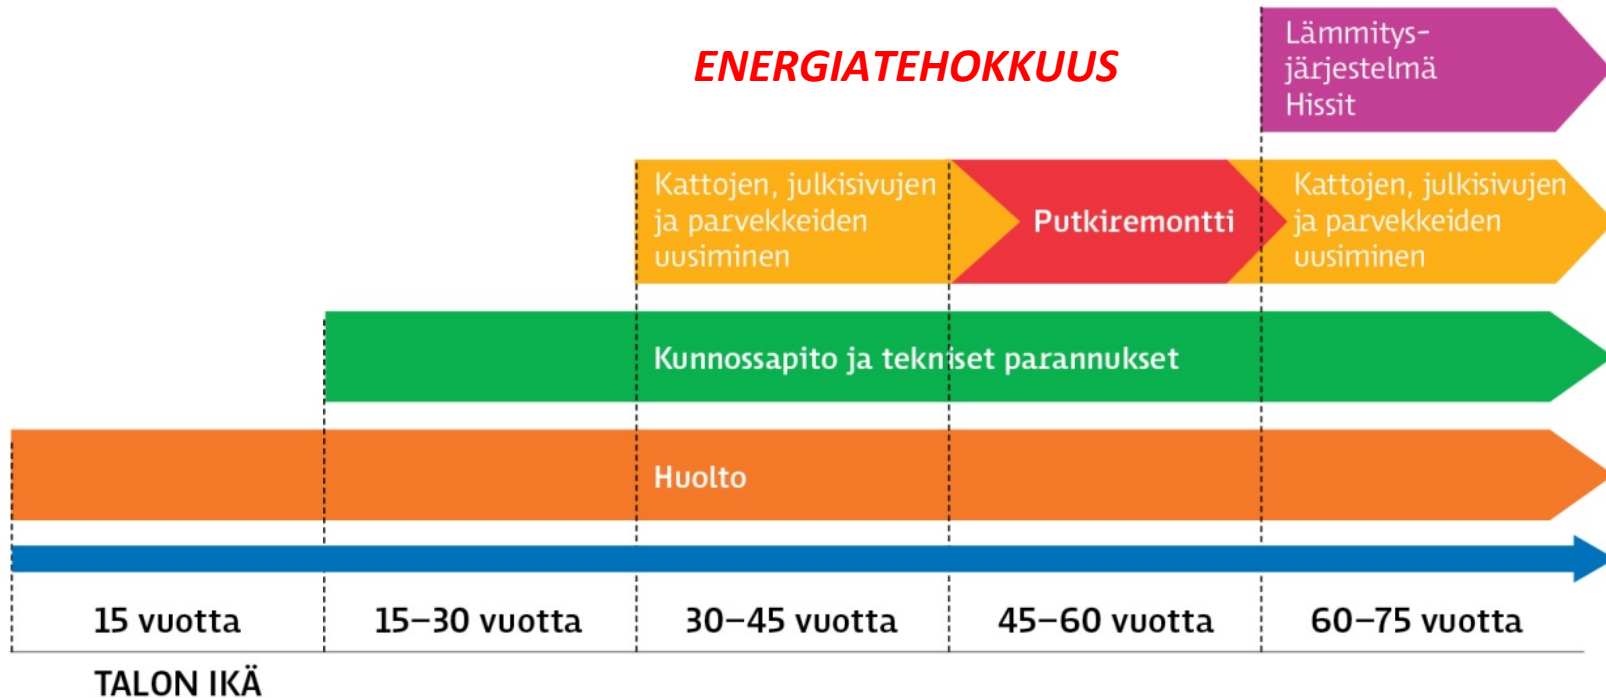 ENERGIATEHOKKUUS
Lämmitys-
järjestelmä
Hissit
Kattojen, julkisivujen
ja parvekkeiden
uusiminen
Putkiremontti
Kattojen, julkisivujen
ja parvekkeiden
uusiminen
Kunnossapito ja tekniset parannukset
Huolto
15 vuotta
15–30 vuotta
30–45 vuotta
45–60 vuotta
60–75 vuotta
TALON IKÄ